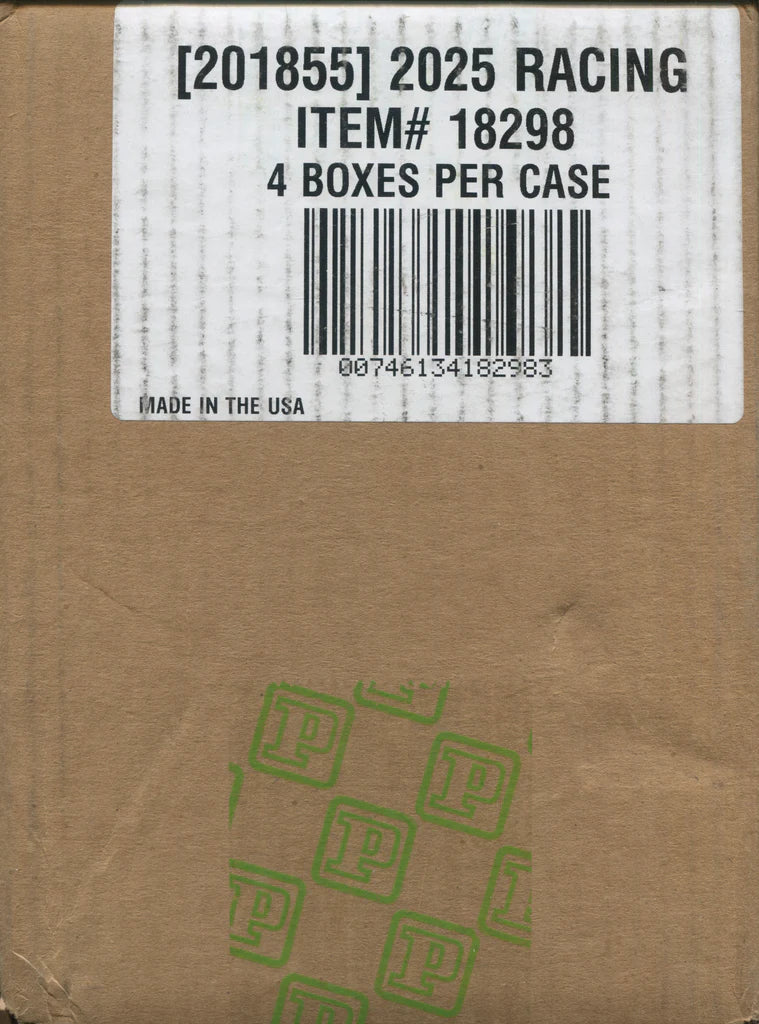 [201855] 2025 RACING
ITEM# 18298
4 BOXES PER CASE
00746134182983
MADE IN THE USA
P
P
P
P
P
P